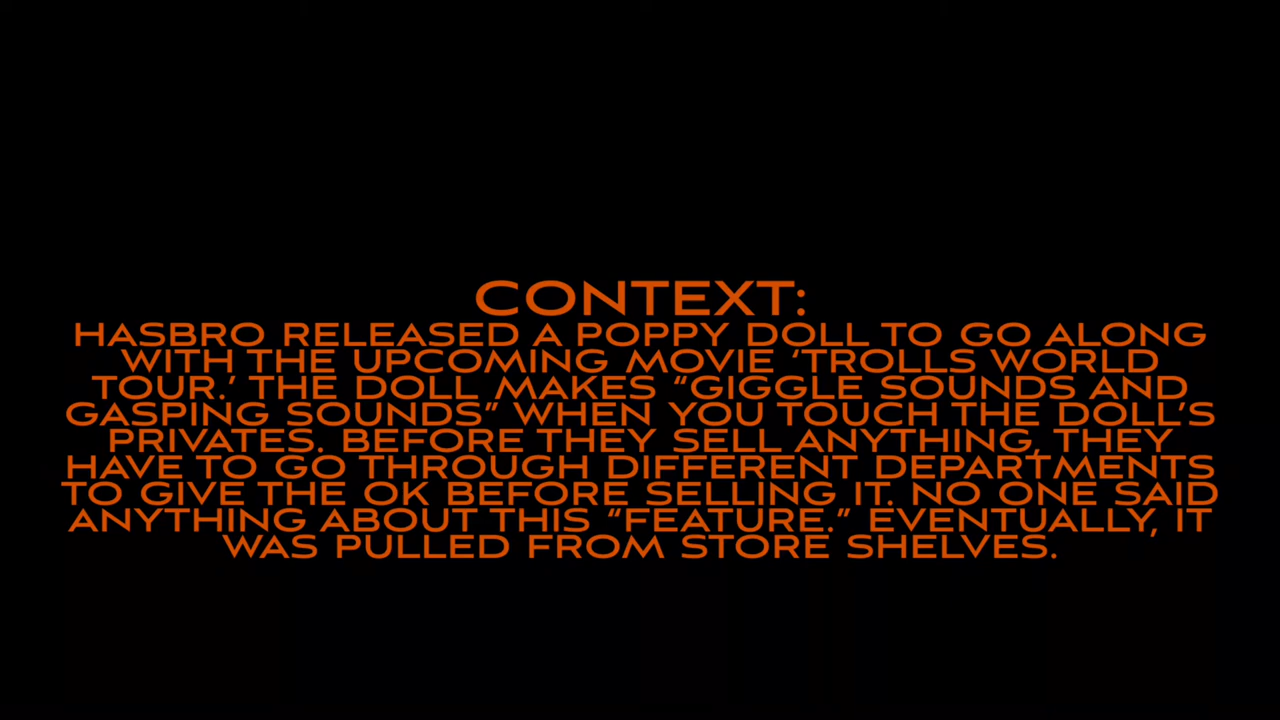 CONTEXT:
HASBRO RELEASED A POPPY DOLL TO GO ALONG
WITH THE UPCOMING MOVIE ‘TROLLS WORLD
TOUR.’ THE DOLL MAKES “GIGGLE SOUNDS AND
GASPING SOUNDS” WHEN YOU TOUCH THE DOLL’S
PRIVATES. BEFORE THEY SELL ANYTHING, THEY
HAVE TO GO THROUGH DIFFERENT DEPARTMENTS
TO GIVE THE OK BEFORE SELLING IT. NO ONE SAID
ANYTHING ABOUT THIS “FEATURE.” EVENTUALLY, IT
WAS PULLED FROM STORE SHELVES.